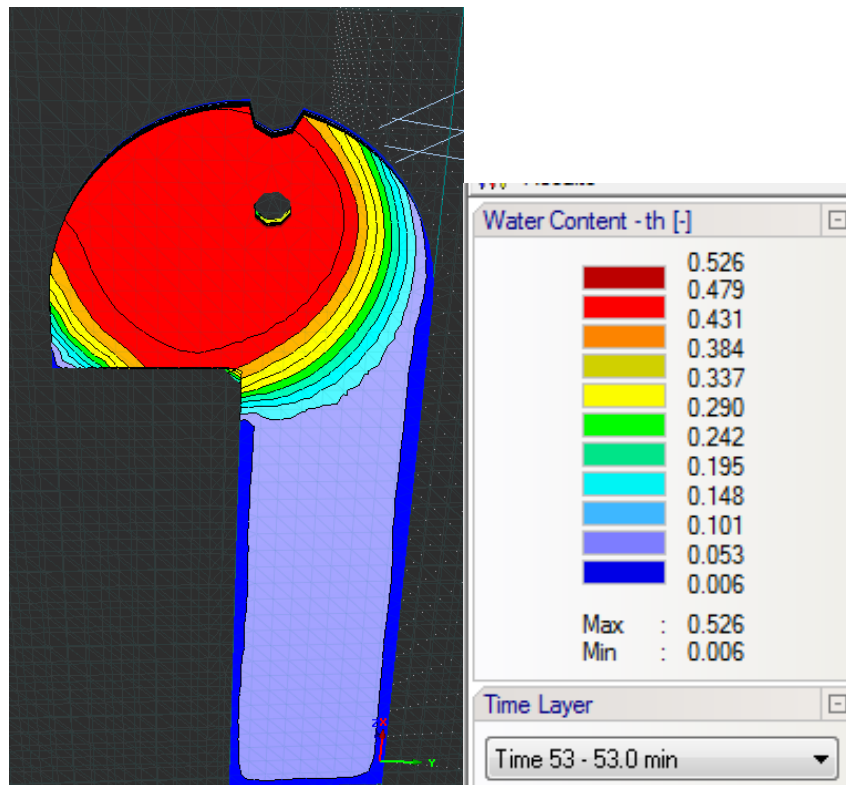 Water Content - th [-]
0.526
0.479
0.431
0.384
0.337
0.290
0.242
0.195
0.148
0.101
0.053
0.006
Max : 0.526
Min : 0.006
Time Layer
Time 53 - 53.0 min
Z X
Y